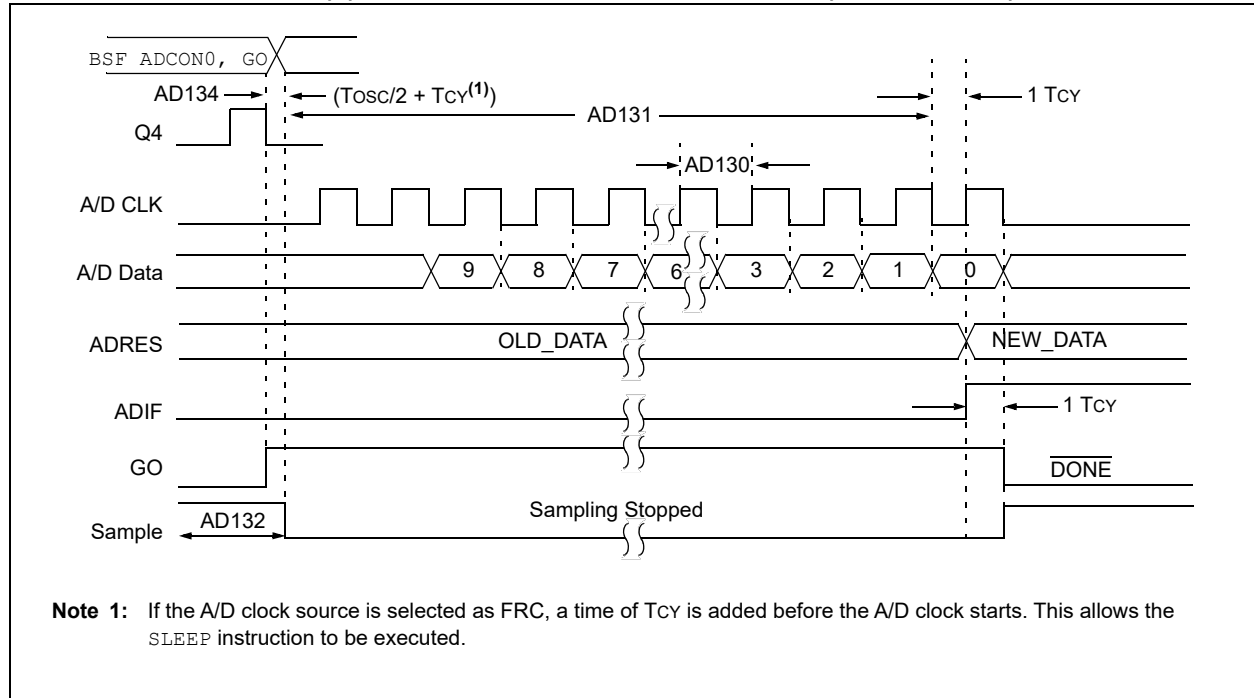 BSF ADCON0, GO
AD134
(TOSC/2 + TCY(1))
1 TCY
AD131
Q4
AD130
A/D CLK
A/D Data
9 8 7 6 3 2 1 0
ADRES
OLD_DATA
NEW_DATA
ADIF
1 TCY
GO
DONE
Sample
AD132
Sampling Stopped
Note 1: If the A/D clock source is selected as FRC, a time of TCY is added before the A/D clock starts. This allows the
SLEEP instruction to be executed.